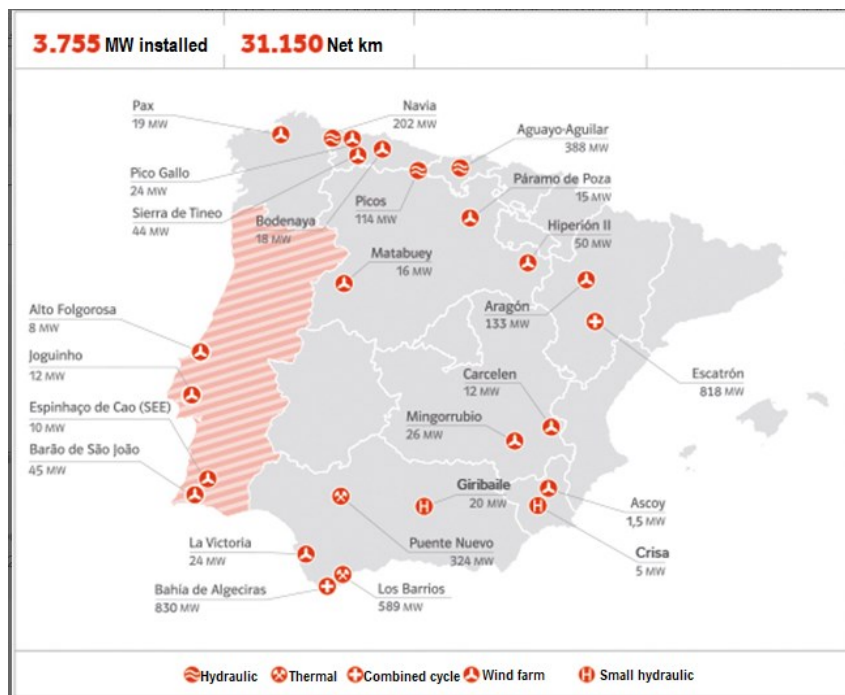 3.755 MW installed
31.150 Net km
Pax
19 MW
Navia
202 MW
Aguayo-Aguilar
388 MW
Pico Gallo
24 MW
Sierra de Tineo
44 MW
Bodenaya
18 MW
Picos
114 MW
Páramo de Poza
15 MW
Hiperión II
50 MW
Matabuey
16 MW
Aragón
133 MW
Alto Folgorosa
8 MW
Joguinho
12 MW
Espinhaço de Cao (SEE)
10 MW
Barão de São João
45 MW
Carcelen
12 MW
Escatrón
818 MW
Mingorrubio
26 MW
Giribaile
20 MW
Ascoy
1,5 MW
La Victoria
24 MW
Puente Nuevo
324 MW
Crisa
5 MW
Bahía de Algeciras
830 MW
Los Barrios
589 MW
Hydraulic
Thermal
Combined cycle
Wind farm
H Small hydraulic